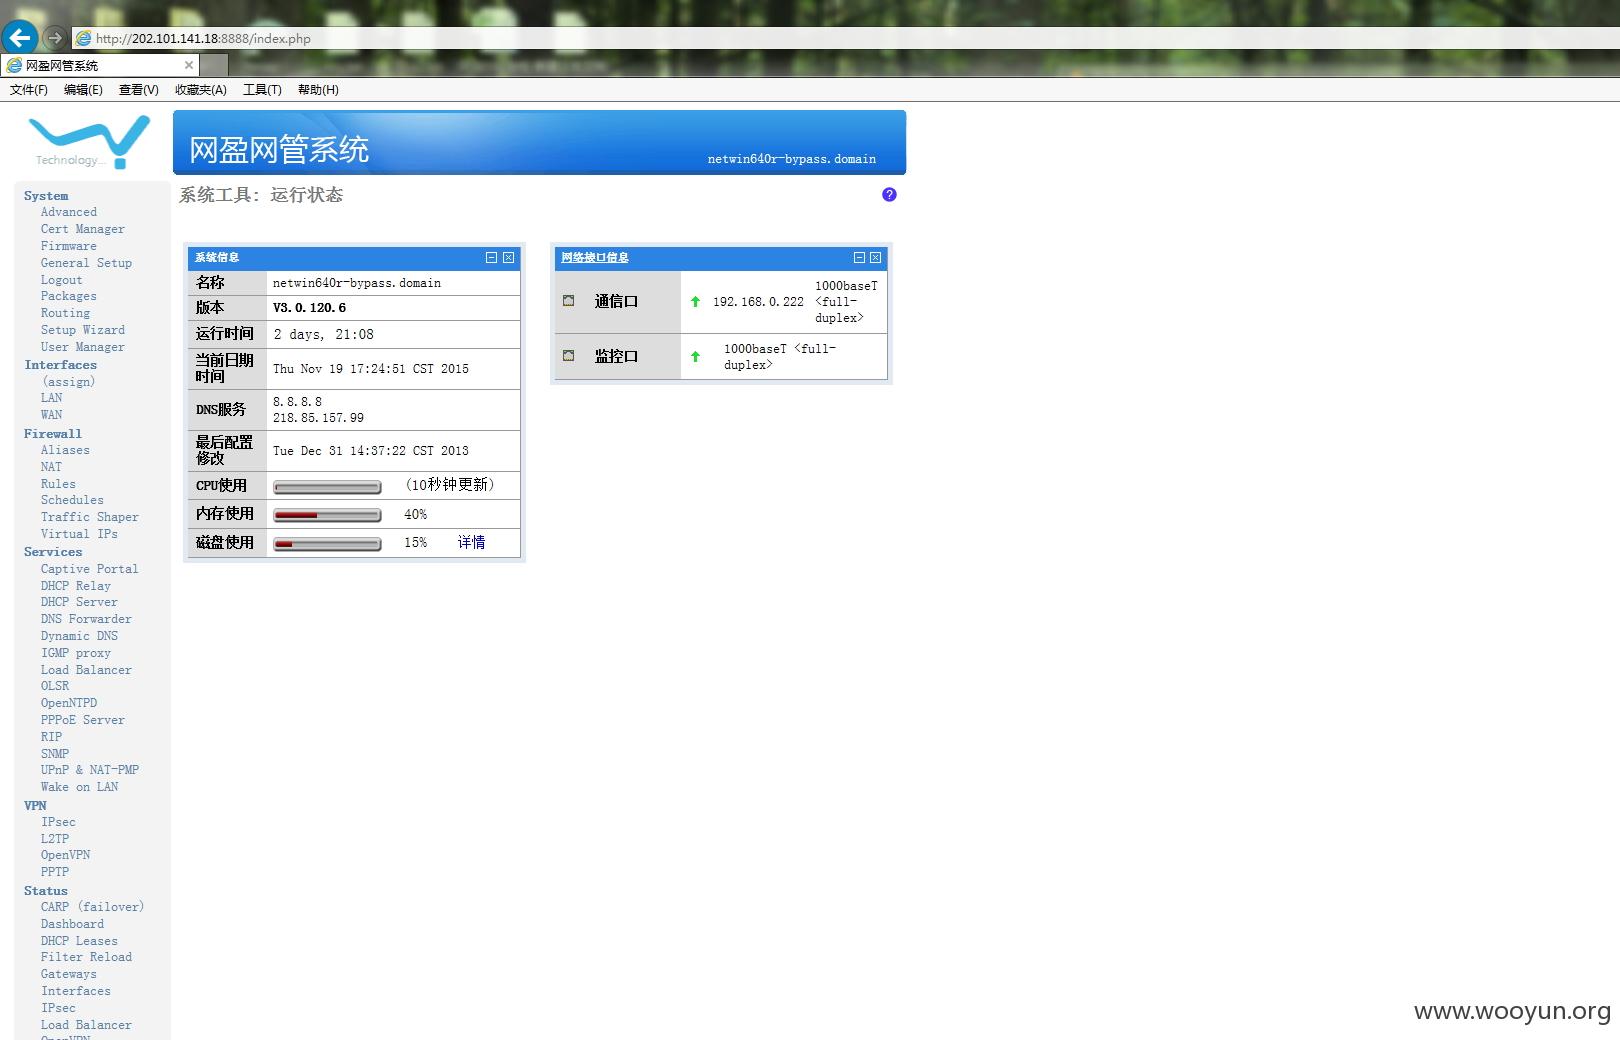 http://202.101.141.18:8888/index.php
网盈网管系统
文件(F) 编辑(E) 查看(V) 收藏夹(A) 工具(T) 帮助(H)
Technology...
网盈网管系统
netwin640r-bypass.domain
System
Advanced
Cert Manager
Firmware
General Setup
Logout
Packages
Routing
Setup Wizard
User Manager
Interfaces
(assign)
LAN
WAN
Firewall
Aliases
NAT
Rules
Schedules
Traffic Shaper
Virtual IPs
Services
Captive Portal
DHCP Relay
DHCP Server
DNS Forwarder
Dynamic DNS
IGMP proxy
Load Balancer
OLSR
OpenNTPD
PPPoE Server
RIP
SNMP
UPnP & NAT-PMP
Wake on LAN
VPN
IPsec
L2TP
OpenVPN
PPTP
Status
CARP (failover)
Dashboard
DHCP Leases
Filter Reload
Gateways
Interfaces
IPsec
Load Balancer
OpenVPN
系统工具: 运行状态
?
系统信息
名称 netwin640r-bypass.domain
版本 V3.0.120.6
运行时间 2 days, 21:08
当前日期
时间
Thu Nov 19 17:24:51 CST 2015
DNS服务
8.8.8.8
218.85.157.99
最后配置
修改
Tue Dec 31 14:37:22 CST 2013
CPU使用 (10秒钟更新)
内存使用 40%
磁盘使用 15% 详情
网络接口信息
通信口 192.168.0.222
1000baseT
<full-
duplex>
监控口
1000baseT <full-
duplex>
www.wooyun.org